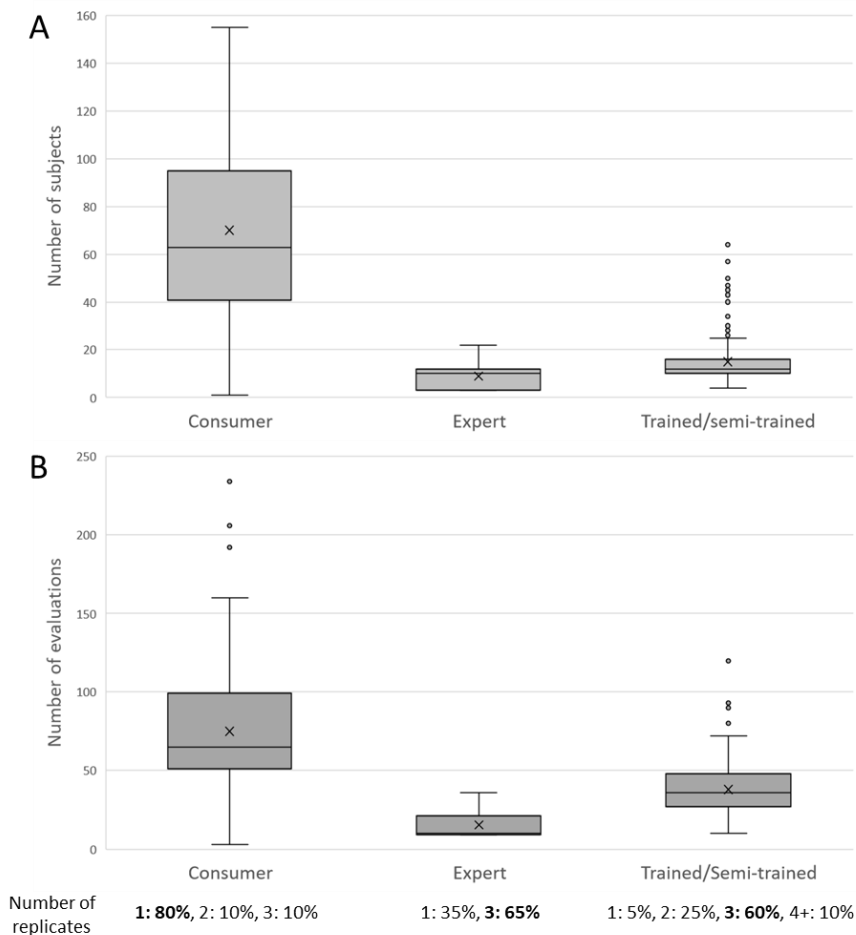 A
160
140
120
100
80
60
40
20
0
Number of subjects
Consumer Expert Trained/semi-trained
B
250
200
150
100
50
0
Number of evaluations
Consumer Expert Trained/Semi-trained
Number of
replicates
1: 80%, 2: 10%, 3: 10% 1: 35%, 3: 65% 1: 5%, 2: 25%, 3: 60%, 4+: 10%